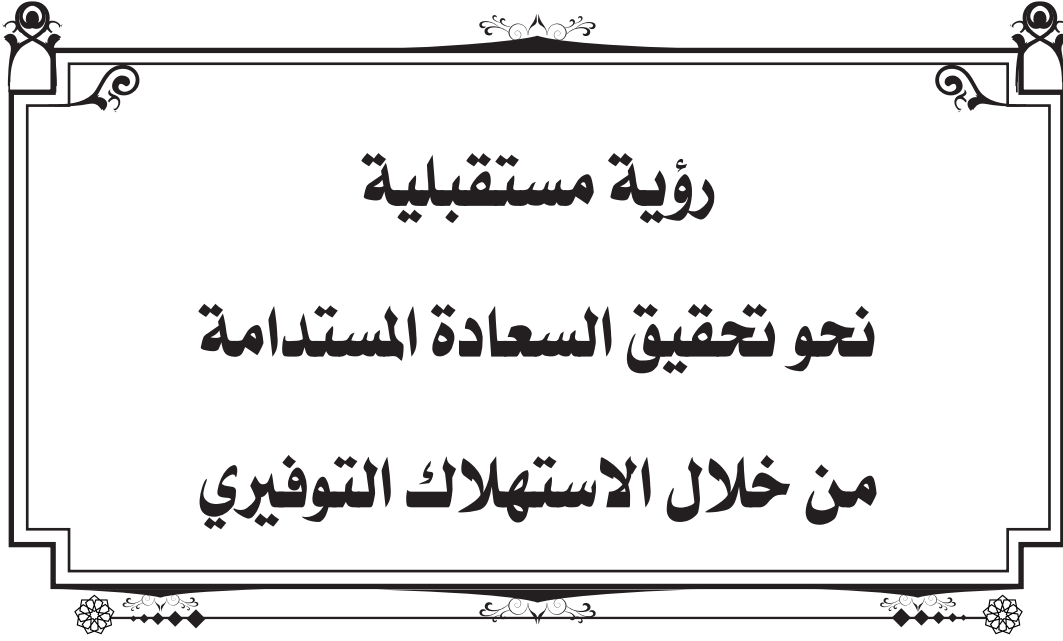 رؤية مستقبلية
نحو تحقيق السعادة المستدامة
من خلال الاستهلاك التوفيري